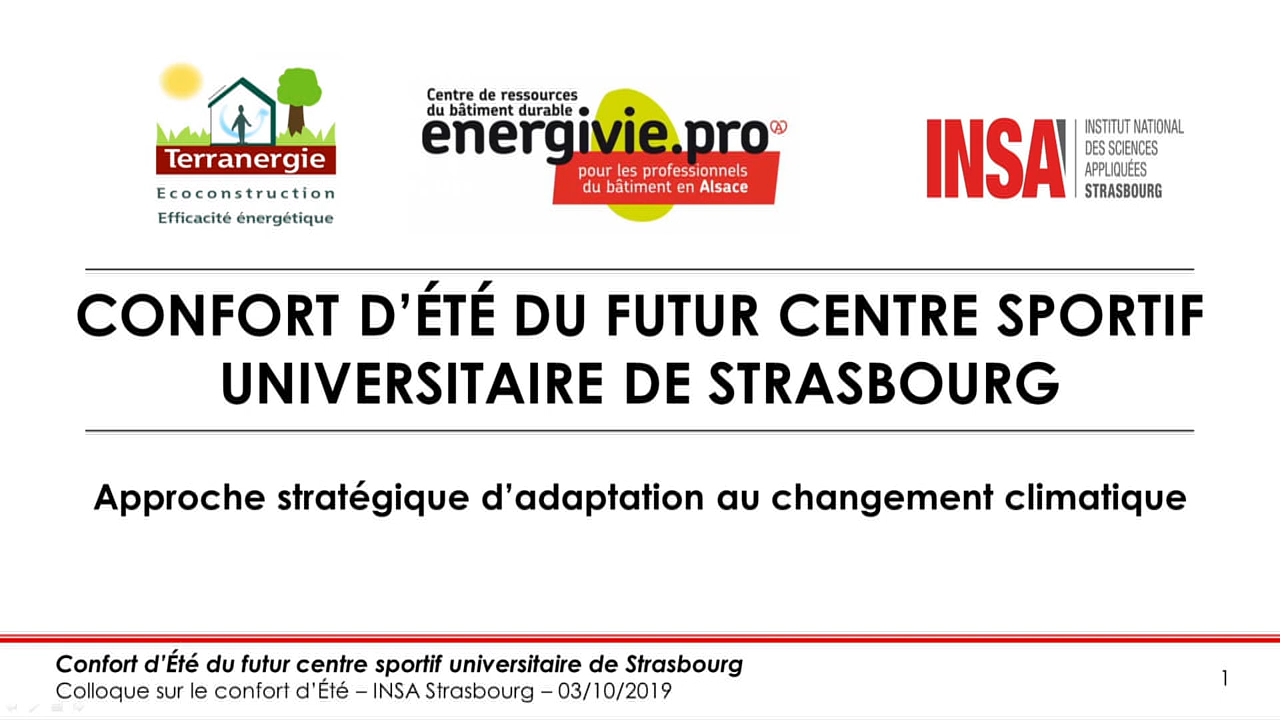 Terranergie
Ecoconstruction
Efficacité énergétique
Centre de ressources
du bâtiment durable
energivie.pro
pour les professionnels
du bâtiment en Alsace
INSA
INSTITUT NATIONAL
DES SCIENCES
APPLIQUÉES
STRASBOURG
CONFORT D’ÉTÉ DU FUTUR CENTRE SPORTIF
UNIVERSITAIRE DE STRASBOURG
Approche stratégique d’adaptation au changement climatique
Confort d’Été du futur centre sportif universitaire de Strasbourg
Colloque sur le confort d’Été – INSA Strasbourg – 03/10/2019
1